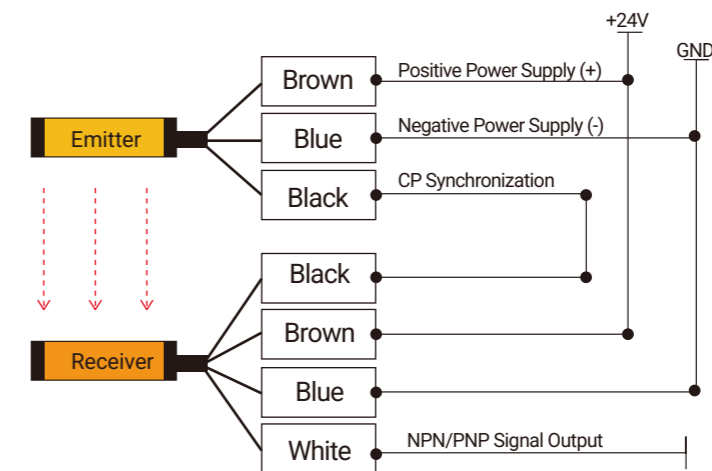 +24V
GND
Brown
Positive Power Supply (+)
Emitter
Blue
Negative Power Supply (-)
Black
CP Synchronization
Black
Brown
Receiver
Blue
White
NPN/PNP Signal Output